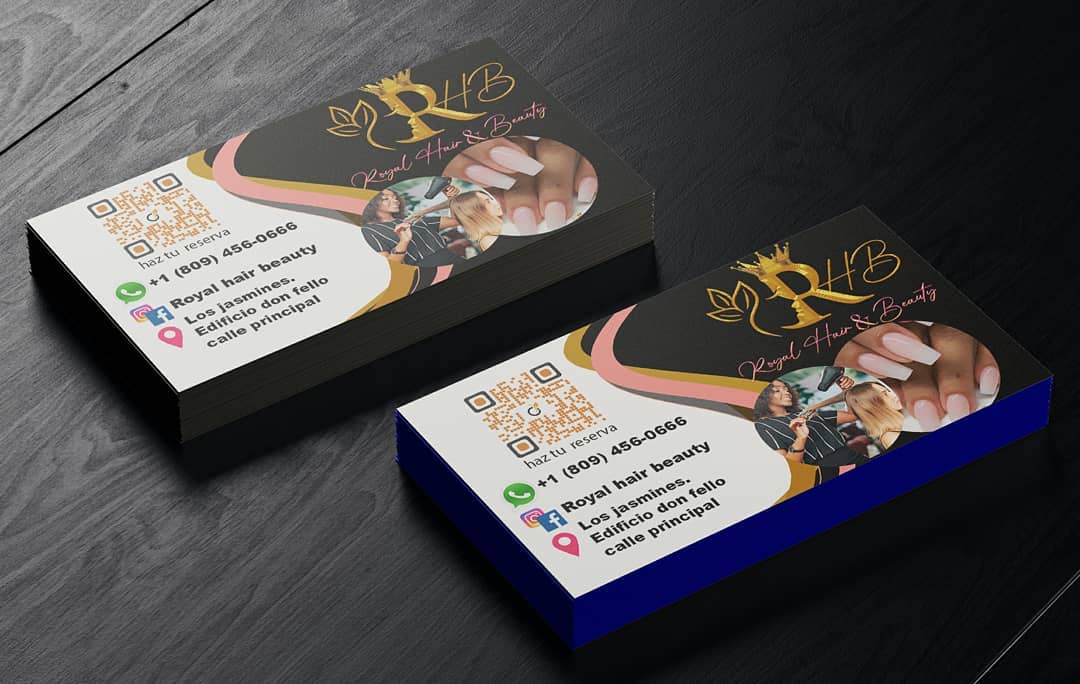 RHB
Royal Hair & Beauty
haz tu reserva
+1 (809) 456-0666
Royal hair beauty
Los jasmines.
Edificio don fello
calle principal
RHB
Royal Hair & Beauty
haz tu reserva
+1 (809) 456-0666
Royal hair beauty
Los jasmines.
Edificio don fello
calle principal